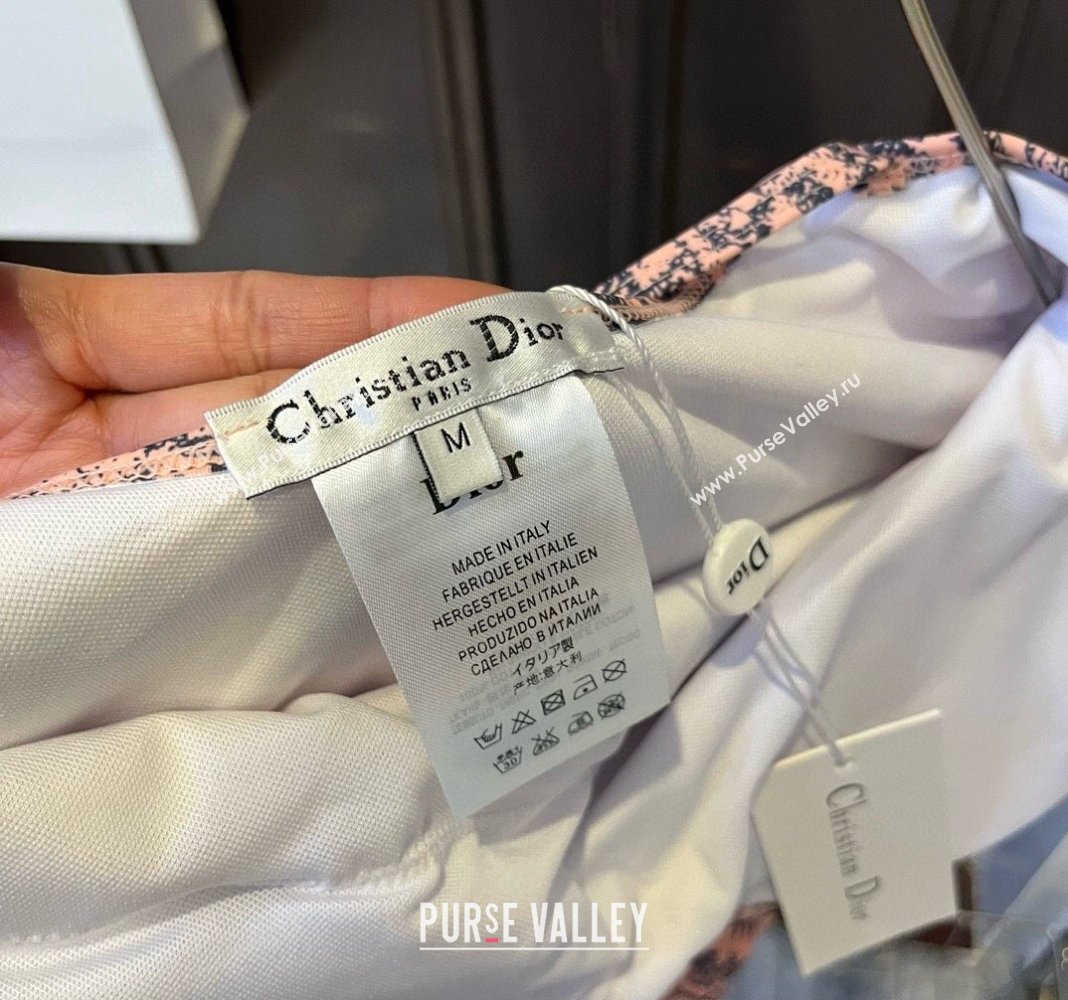 Christian Dior
PARIS
M
Dior
MADE IN ITALY
FABRIQUE EN ITALIE
HERGESTELLT IN ITALIEN
HECHO EN ITALIA
PRODUZIDO NA ITALIA
СДЕЛАНО В ИТАЛИИ
イタリア製
产地:意大利
30
Dior
Christian Dior
www.PurseValley.ru
PURSE VALLEY